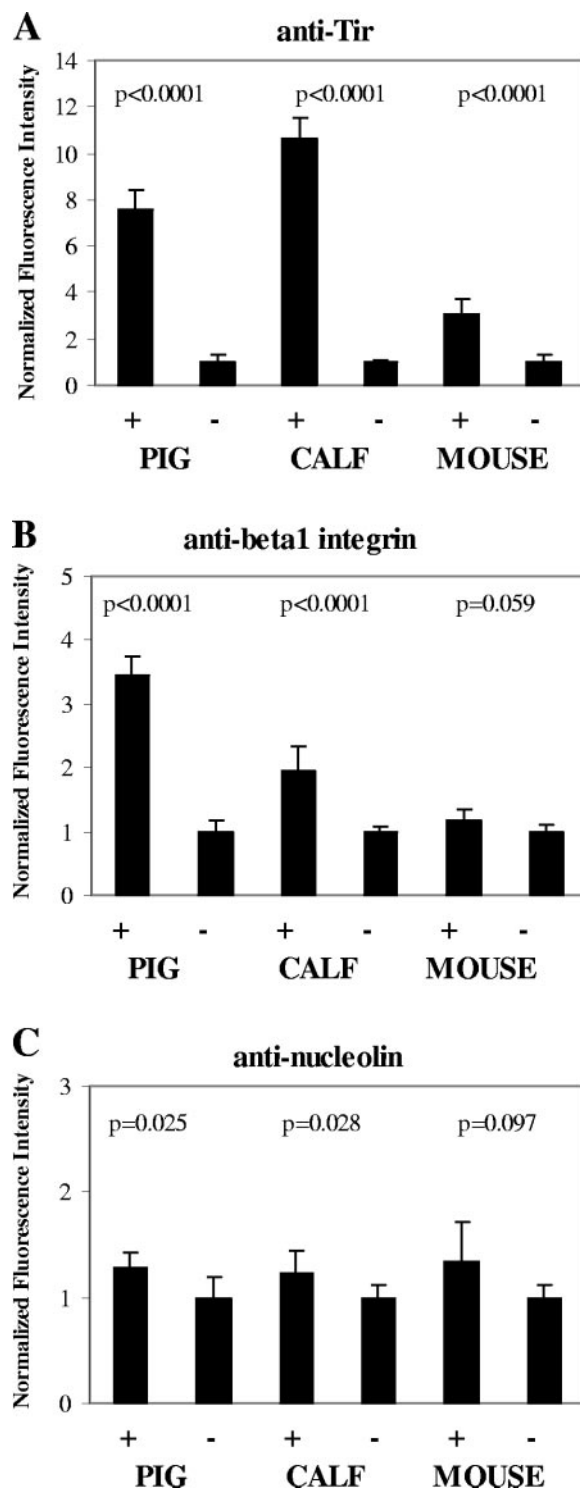 A
anti-Tir
Normalized Fluorescence Intensity
14
12
10
8
6
4
2
0
p<0.0001 p<0.0001 p<0.0001
+ - + - + -
PIG CALF MOUSE
B
anti-beta1 integrin
Normalized Fluorescence Intensity
5
4
3
2
1
0
p<0.0001 p<0.0001 p=0.059
+ - + - + -
PIG CALF MOUSE
C
anti-nucleolin
Normalized Fluorescence Intensity
3
2
1
0
p=0.025 p=0.028 p=0.097
+ - + - + -
PIG CALF MOUSE